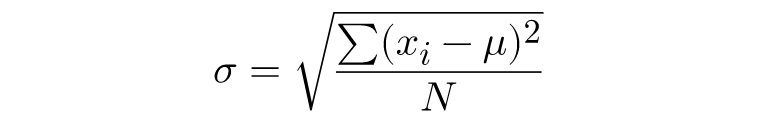 σ = √(∑(xᵢ − μ)² / N)